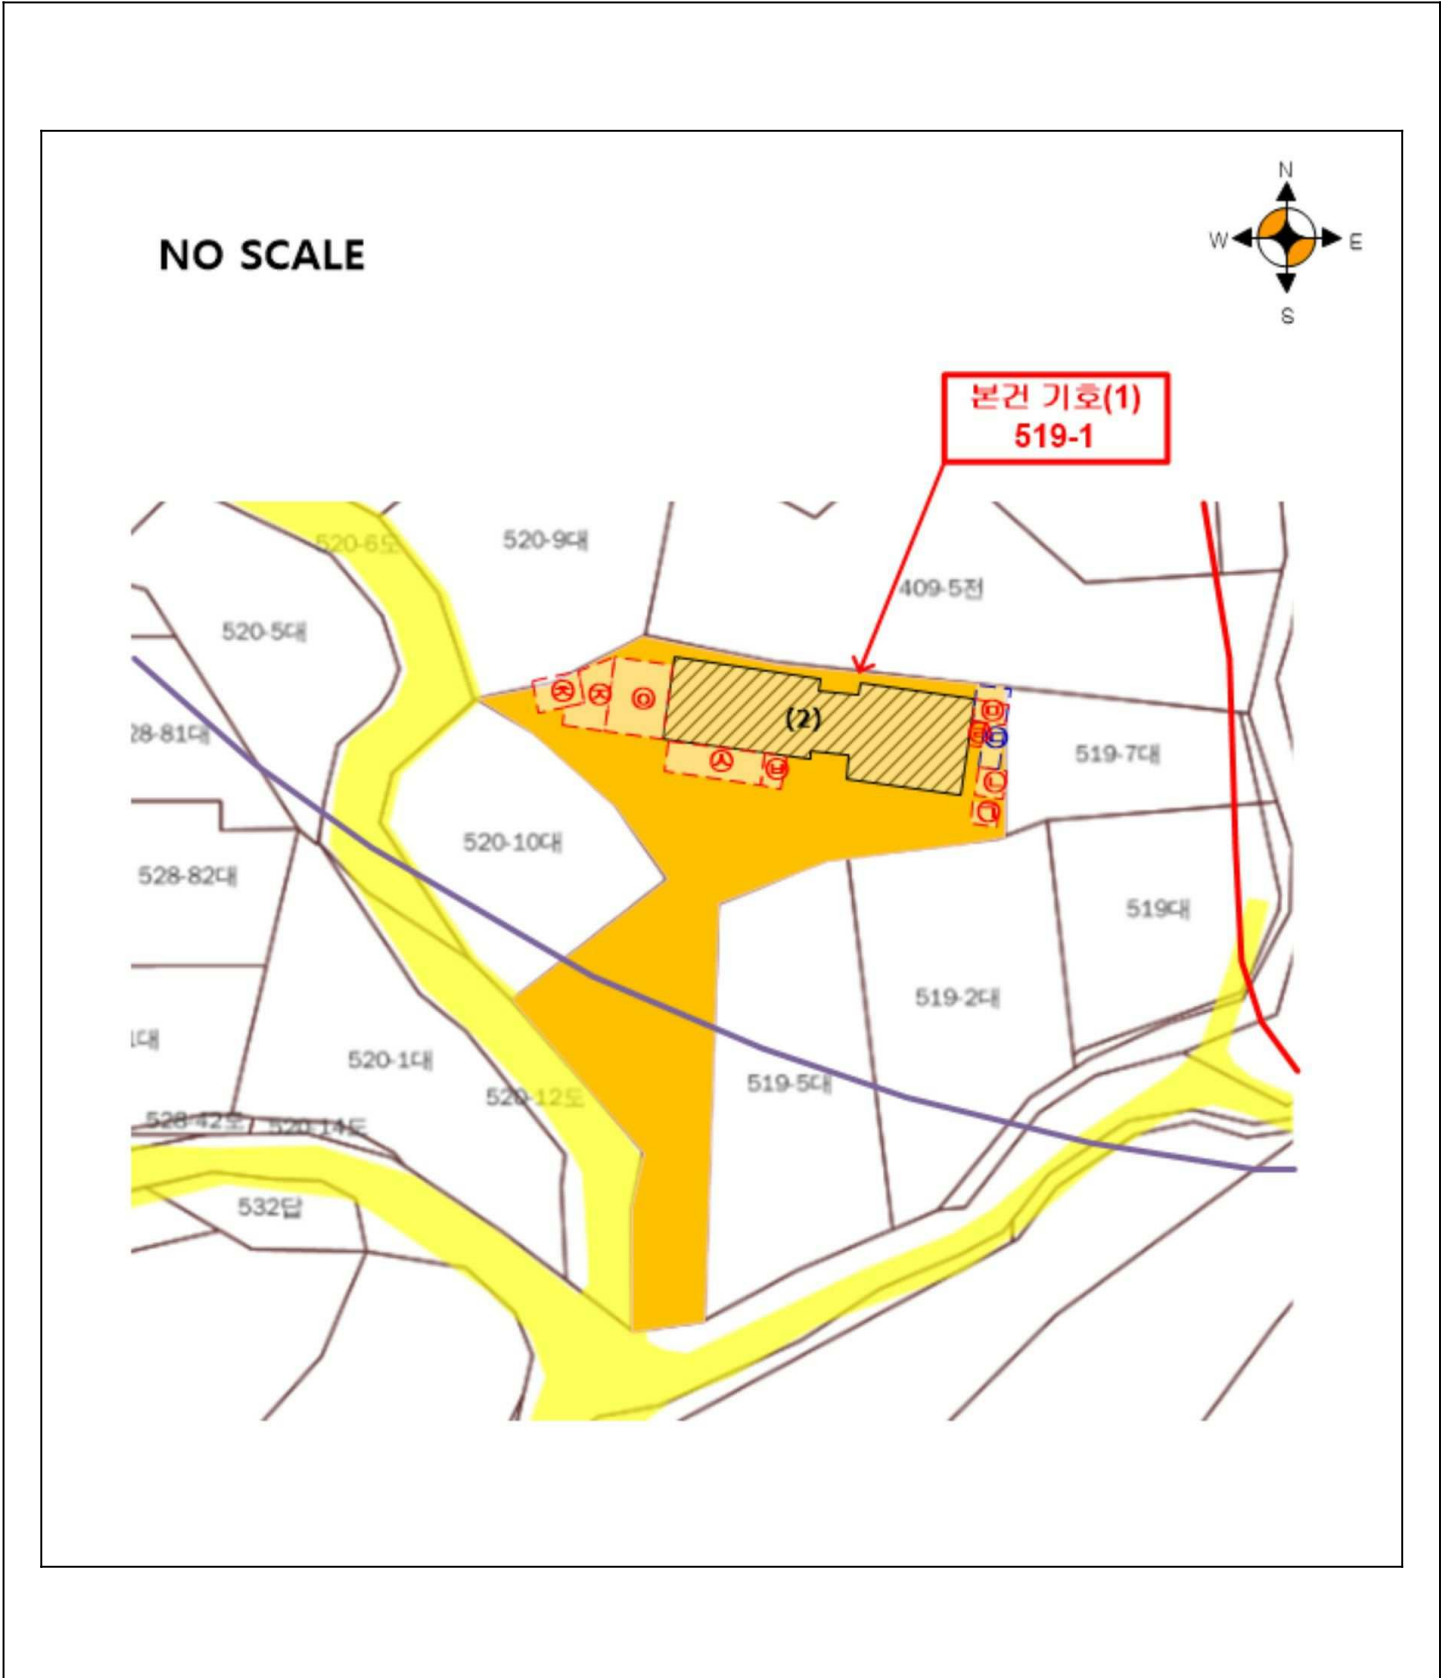 N
W
E
S
NO SCALE
본건 기호(1)
519-1
520-6도
520-9대
409-5전
520-5대
28-81대
(2)
㉨
㉨
㉧
㉤
㉢
㉦
㉥
㉡
㉠
519-7대
520-10대
528-82대
519대
519-2대
1대
520-1대
519-5대
520-12도
528-42도
520-14도
532답